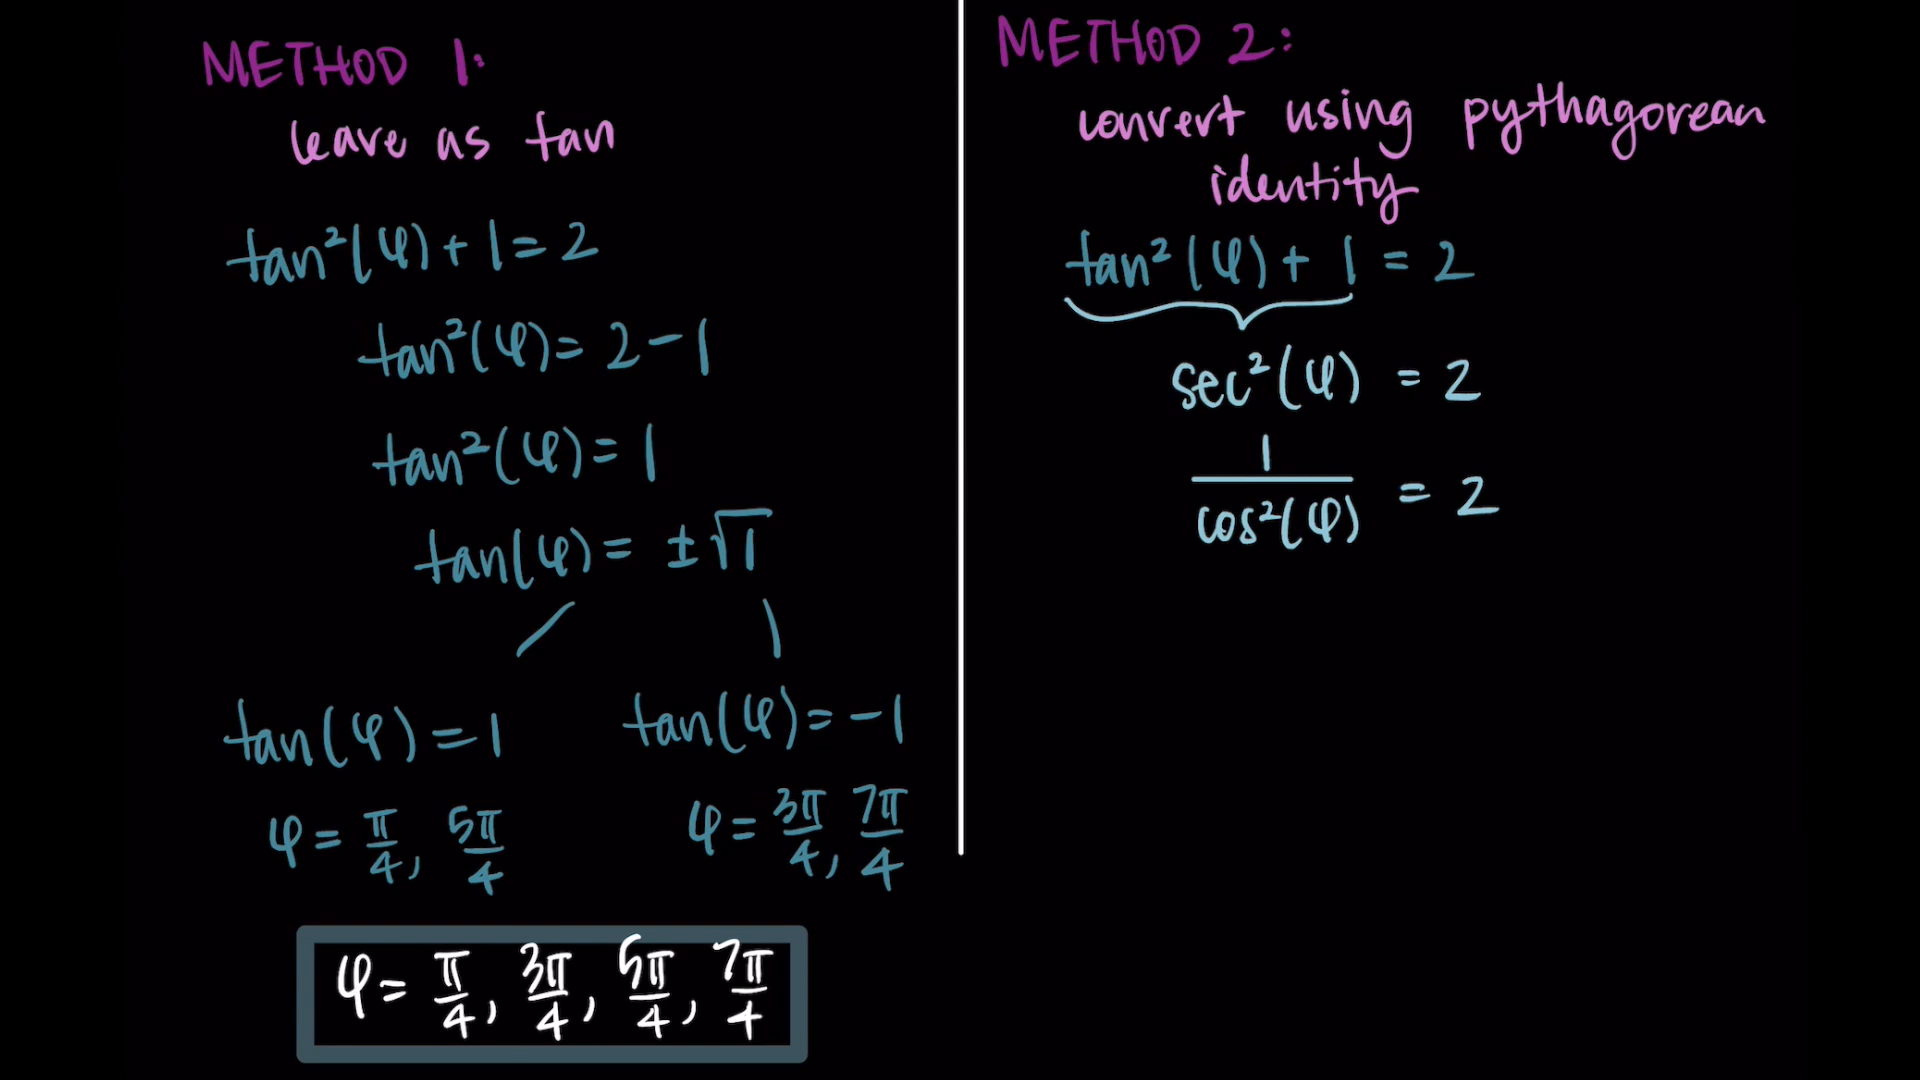 METHOD 1:
leave as tan
tan²(φ) + 1 = 2
tan²(φ) = 2 - 1
tan²(φ) = 1
tan(φ) = ±√1
tan(φ) = 1
tan(φ) = -1
φ = π/4, 5π/4
φ = 3π/4, 7π/4
φ = π/4, 3π/4, 5π/4, 7π/4
METHOD 2:
convert using pythagorean
identity
tan²(φ) + 1 = 2
sec²(φ) = 2
1/cos²(φ) = 2